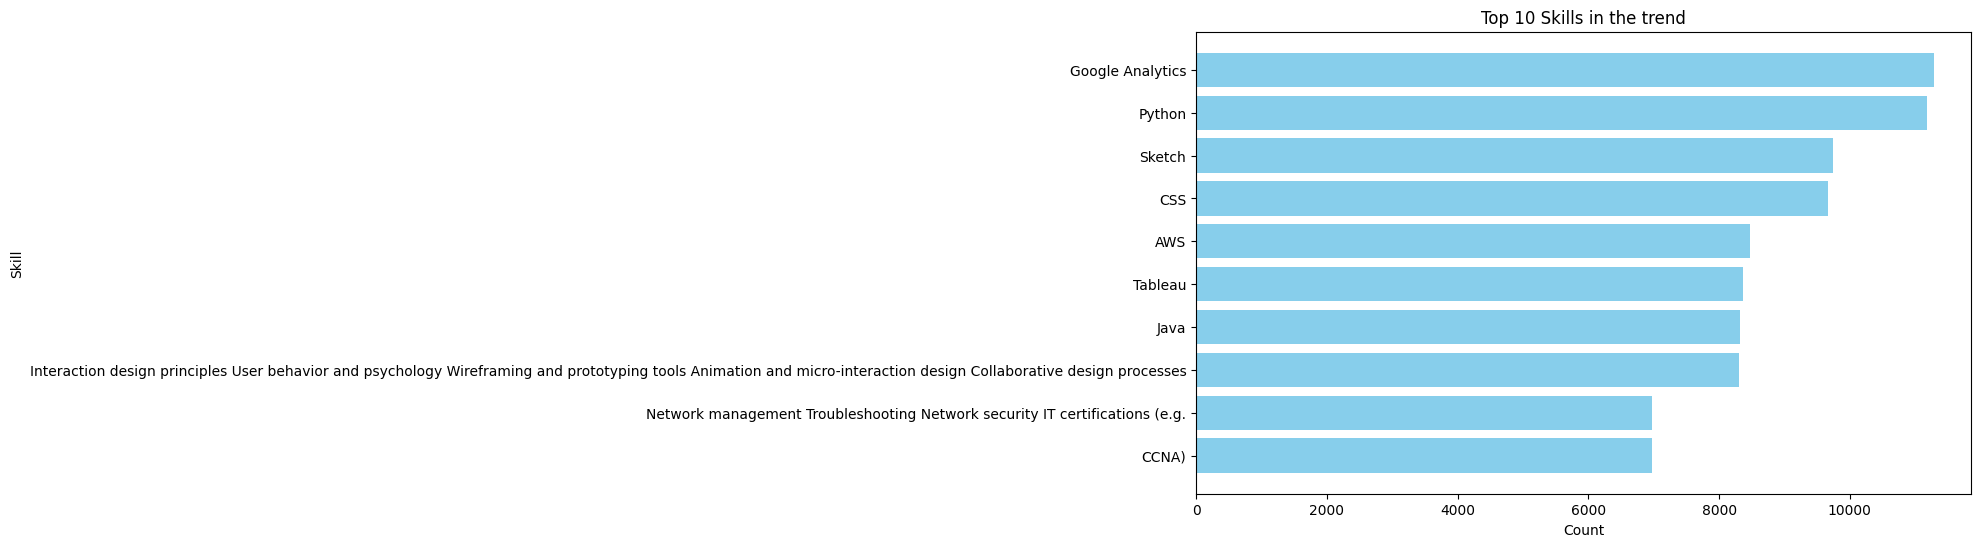 Top 10 Skills in the trend
Google Analytics
Python
Sketch
CSS
AWS
Tableau
Java
Interaction design principles User behavior and psychology Wireframing and prototyping tools Animation and micro-interaction design Collaborative design processes
Network management Troubleshooting Network security IT certifications (e.g.
CCNA)
Skill
0 2000 4000 6000 8000 10000
Count